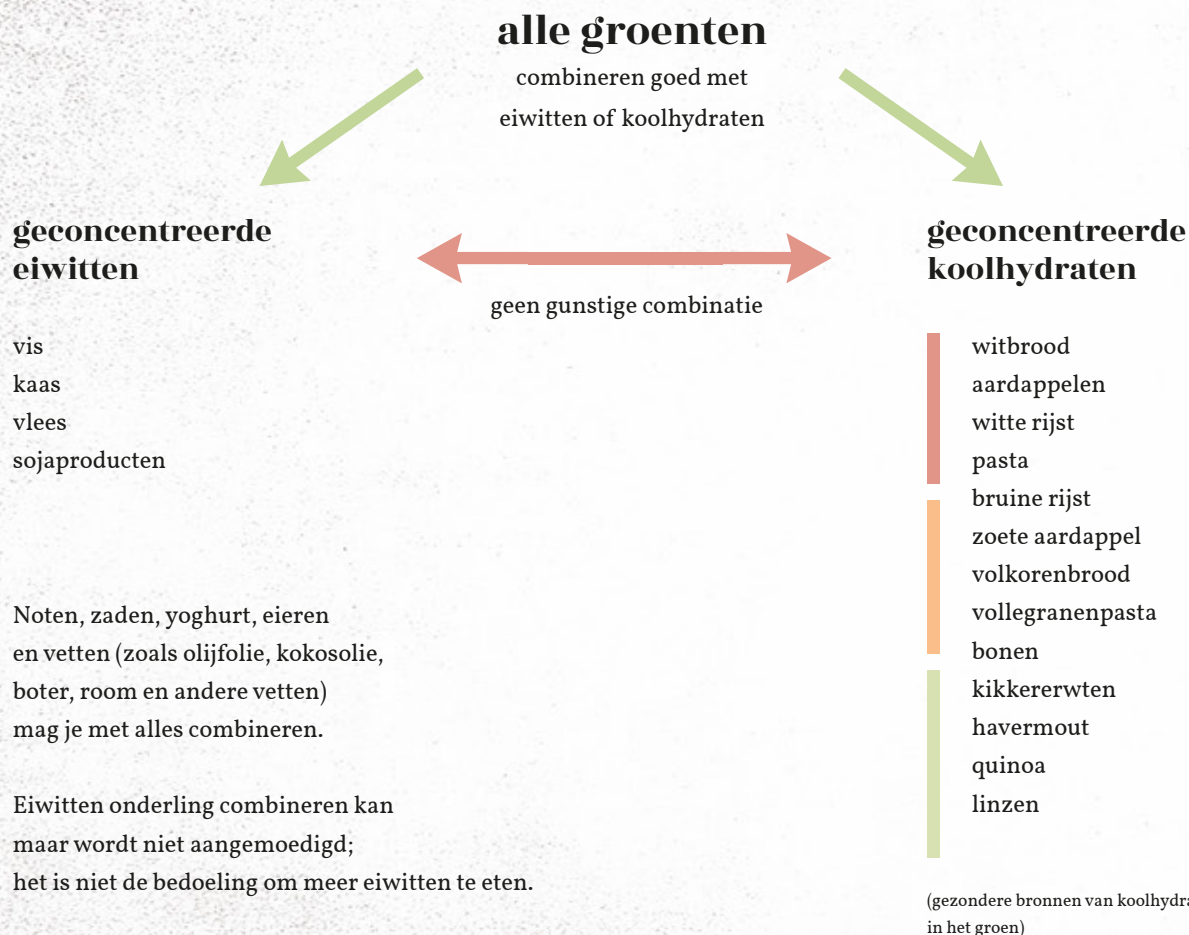 alle groenten
combineren goed met
eiwitten of koolhydraten
geconcentreerde
eiwitten
geen gunstige combinatie
geconcentreerde
koolhydraten
vis
kaas
vlees
sojaproducten
Noten, zaden, yoghurt, eieren
en vetten (zoals olijfolie, kokosolie,
boter, room en andere vetten)
mag je met alles combineren.
Eiwitten onderling combineren kan
maar wordt niet aangemoedigd;
het is niet de bedoeling om meer eiwitten te eten.
witbrood
aardappelen
witte rijst
pasta
bruine rijst
zoete aardappel
volkorenbrood
vollegranenpasta
bonen
kikkererwten
havermout
quinoa
linzen
(gezondere bronnen van
in het groen)